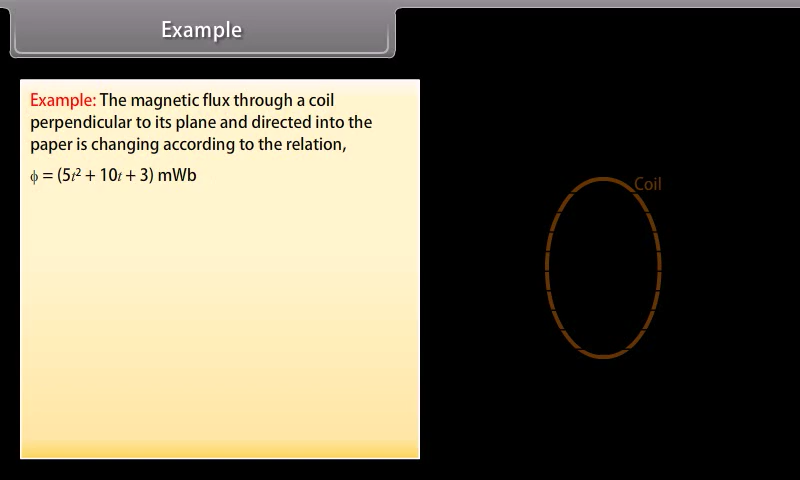 Example
Example: The magnetic flux through a coil
perpendicular to its plane and directed into the
paper is changing according to the relation,
ϕ = (5t² + 10t + 3) mWb
Coil